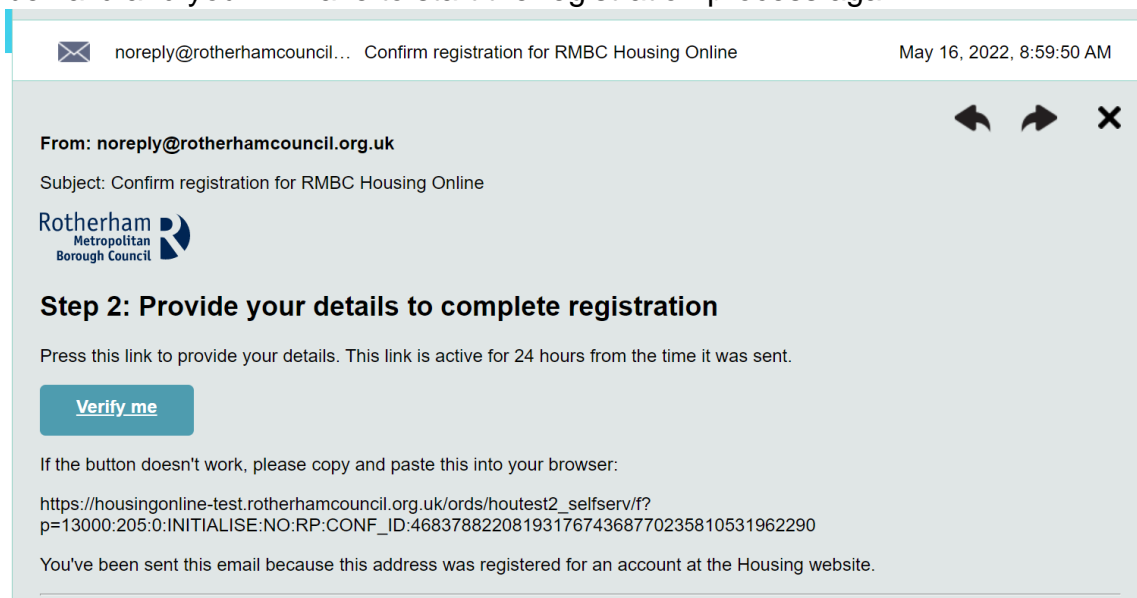 noreply@rotherhamcouncil... Confirm registration for RMBC Housing Online May 16, 2022, 8:59:50 AM
From: noreply@rotherhamcouncil.org.uk
Subject: Confirm registration for RMBC Housing Online
Rotherham
Metropolitan
Borough Council
Step 2: Provide your details to complete registration
Press this link to provide your details. This link is active for 24 hours from the time it was sent.
Verify me
If the button doesn't work, please copy and paste this into your browser:
https://housingonline-test.rotherhamcouncil.org.uk/ords/houtest2_selfserv/f?
p=13000:205:0:INITIALISE:NO:RP:CONF_ID:468378822081931767436877023581053196​2290
You've been sent this email because this address was registered for an account at the Housing website.